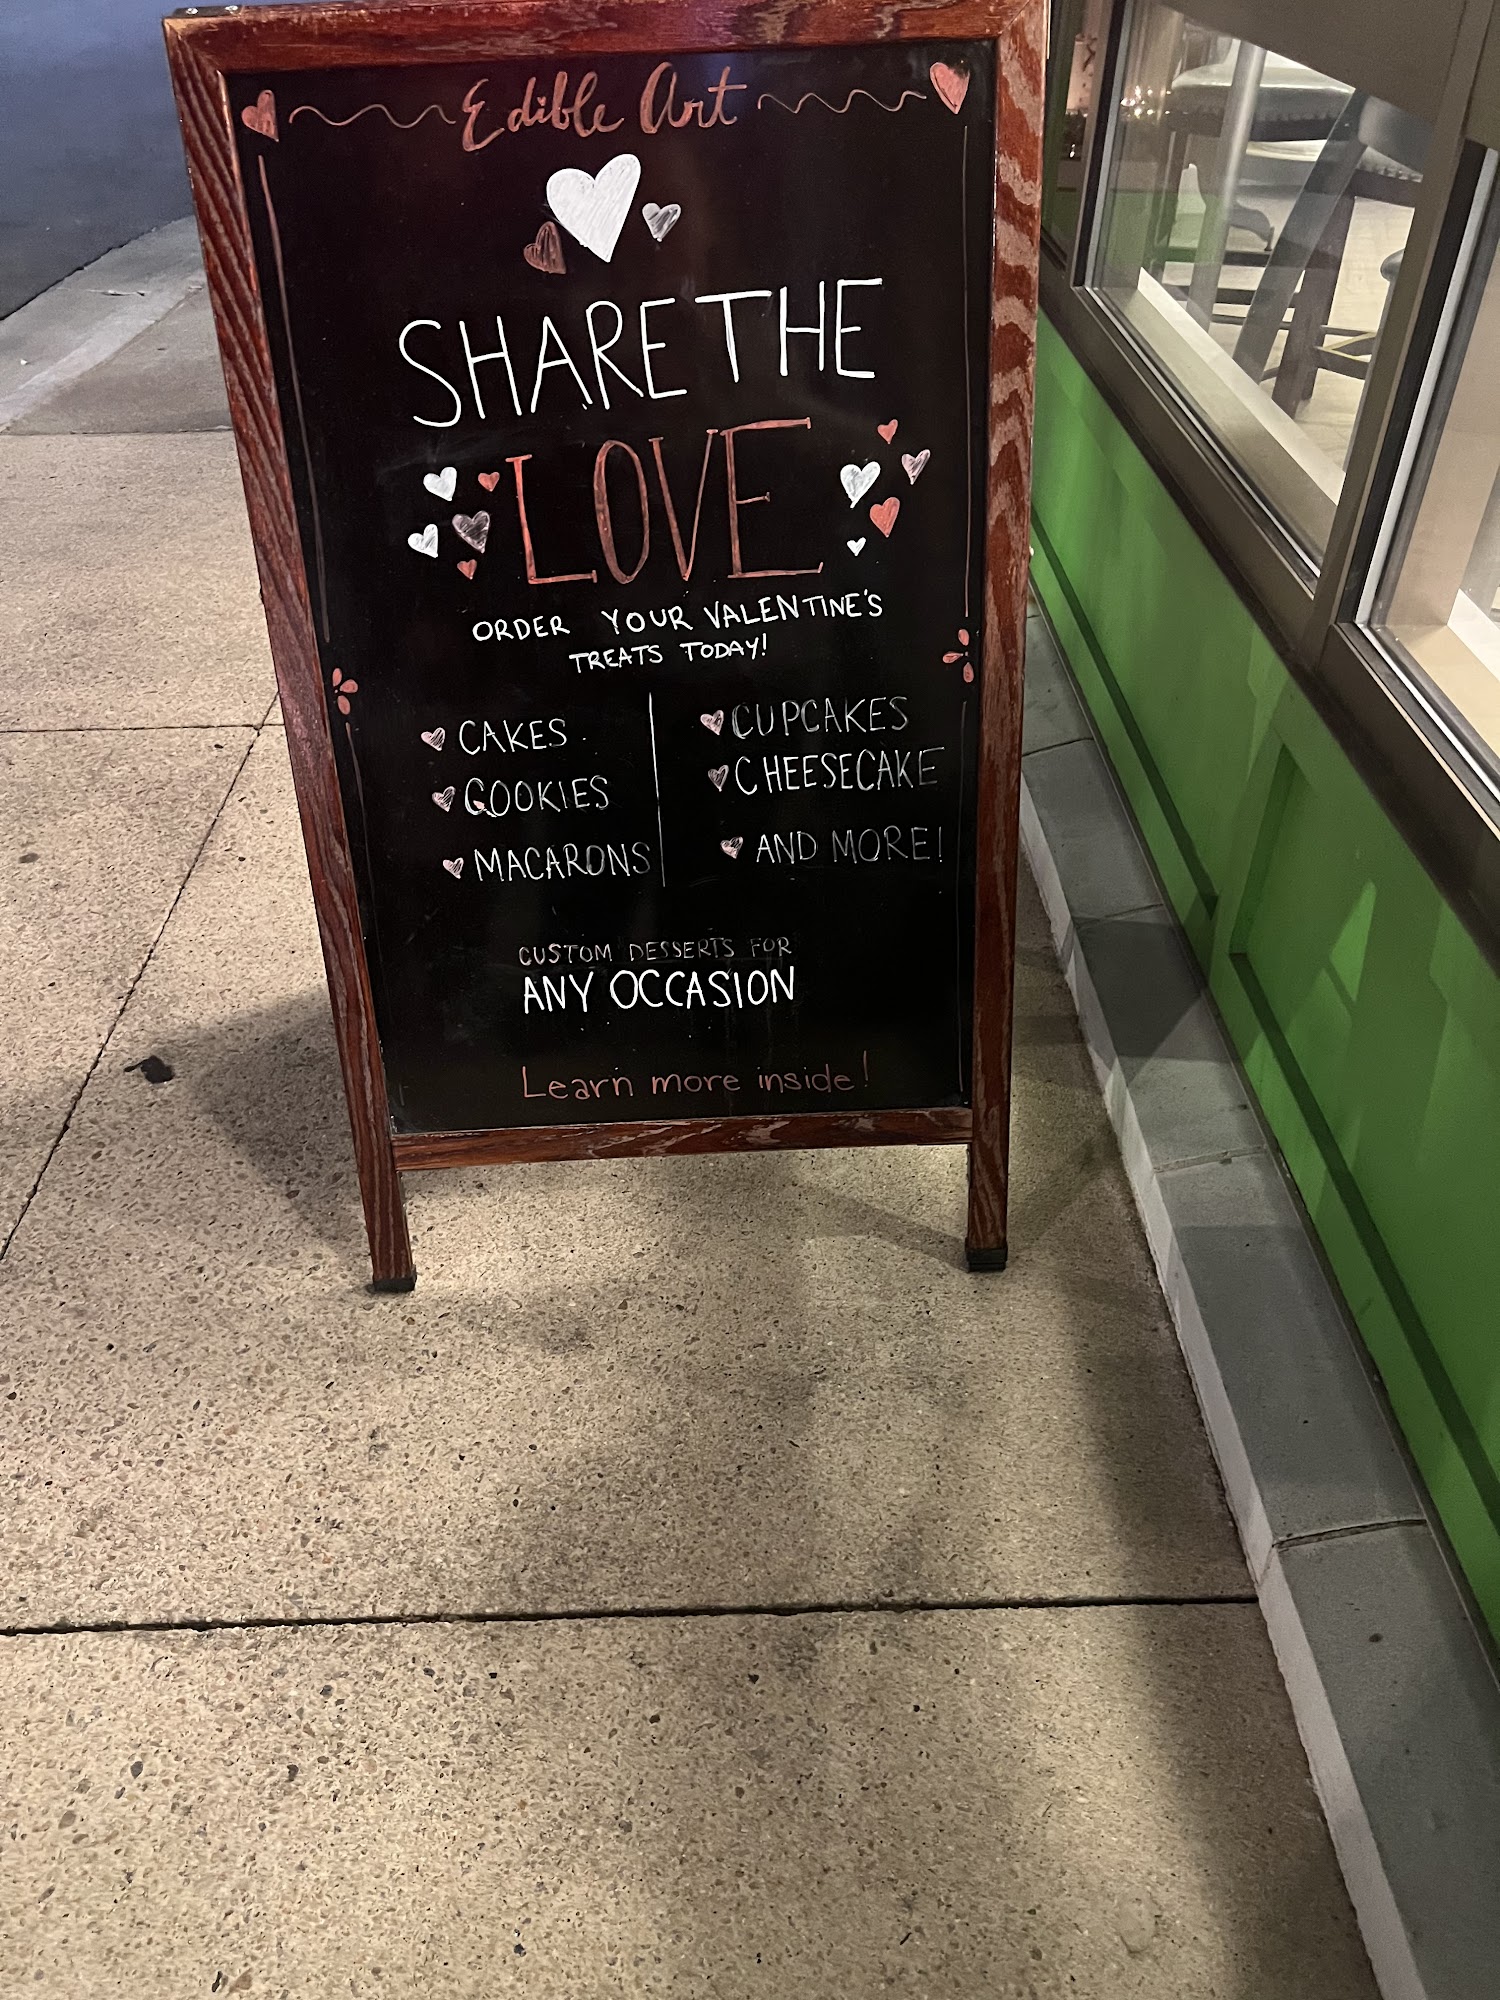 Edible Art
SHARE THE
LOVE
ORDER YOUR VALENTINE'S
TREATS TODAY!
CAKES
COOKIES
MACARONS
CUPCAKES
CHEESECAKE
AND MORE!
CUSTOM DESSERTS FOR
ANY OCCASION
Learn more inside!